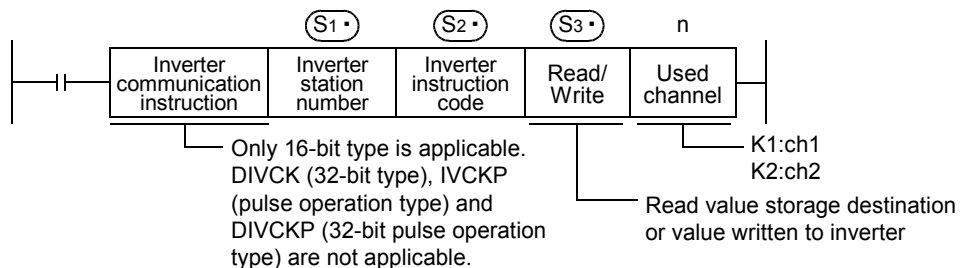 S1・ S2・ S3・ n
Inverter communication instruction
Inverter station number
Inverter instruction code
Read/ Write
Used channel
Only 16-bit type is applicable.
DIVCK (32-bit type), IVCKP
(pulse operation type) and
DIVCKP (32-bit pulse operation
type) are not applicable.
K1:ch1
K2:ch2
Read value storage destination
or value written to inverter